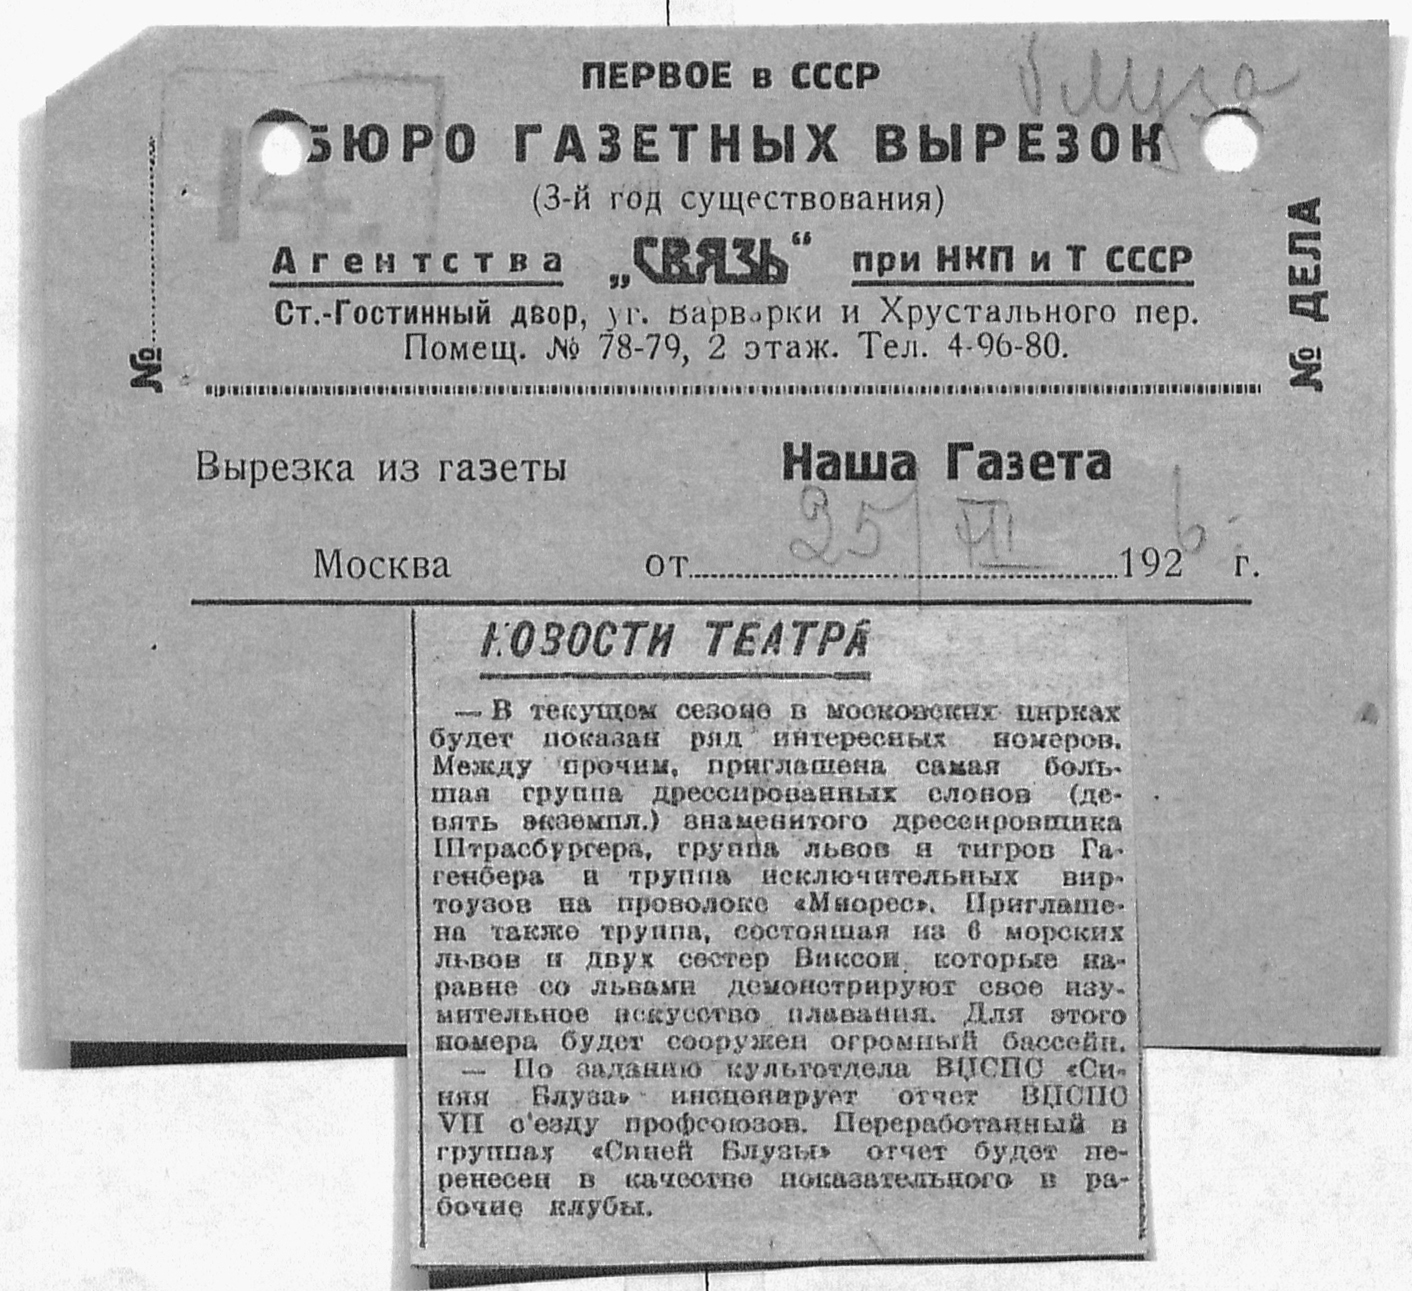 Блуза
ПЕРВОЕ в СССР
БЮРО ГАЗЕТНЫХ ВЫРЕЗОК
(3-й год существования)
Агентства „СВЯЗЬ“ при НКП и Т СССР
Ст.-Гостинный двор, уг. Варварки и Хрустального пер.
Помещ. № 78-79, 2 этаж. Тел. 4-96-80.
№
№ ДЕЛА
Вырезка из газеты Наша Газета
Москва от 25/ 1926 г.
НОВОСТИ ТЕАТРА
— В текущем сезоне в московских цирках
будет показан ряд интересных номеров.
Между прочим, приглашена самая боль-
шая группа дрессированных слонов (де-
вять экземпл.) знаменитого дрессировщика
Штрасбургера, группа львов и тигров Га-
генбера и труппа исключительных вир-
тоузов на проволоке «Миорес». Приглаше-
на также труппа, состоящая из 6 морских
львов и двух сестер Виксон, которые на-
равне со львами демонстрируют свое изу-
мительное искусство плавания. Для этого
номера будет сооружен огромный бассейн.
— По заданию культотдела ВЦСПС «Си-
няя Блуза» инсценирует отчет ВЦСПС
VII с'езду профсоюзов. Переработанный в
группах «Синей Блузы» отчет будет пе-
ренесен в качестве показательного в ра-
бочие клубы.